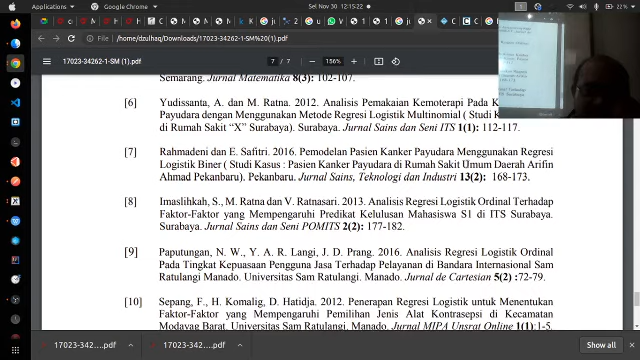 Activities
Google Chrome
Sel Nov 30 12:15:22
22%
File | /home/dzulhaq/Downloads/17023-34262-1-SM%20(1).pdf
17023-34262-1-SM (1).pdf
7 / 7
156%
Semarang. Jurnal Matematika 8(3): 102-107.
[6] Yudissanta, A. dan M. Ratna. 2012. Analisis Pemakaian Kemoterapi Pada K
Payudara dengan Menggunakan Metode Regresi Logistik Multinomial (Studi K
di Rumah Sakit “X” Surabaya). Surabaya. Jurnal Sains dan Seni ITS 1(1): 112-117.
[7] Rahmadeni dan E. Safitri. 2016. Pemodelan Pasien Kanker Payudara Menggunakan Regresi
Logistik Biner ( Studi Kasus : Pasien Kanker Payudara di Rumah Sakit Umum Daerah Arifin
Ahmad Pekanbaru). Pekanbaru. Jurnal Sains, Teknologi dan Industri 13(2): 168-173.
[8] Imaslihkah, S., M. Ratna dan V. Ratnasari. 2013. Analisis Regresi Logistik Ordinal Terhadap
Faktor-Faktor yang Mempengaruhi Predikat Kelulusan Mahasiswa S1 di ITS Surabaya.
Surabaya. Jurnal Sains dan Seni POMITS 2(2): 177-182.
[9] Paputungan, N. W., Y. A. R. Langi, J. D. Prang. 2016. Analisis Regresi Logistik Ordinal
Pada Tingkat Kepuasaan Pengguna Jasa Terhadap Pelayanan di Bandara Internasional Sam
Ratulangi Manado. Universitas Sam Ratulangi. Manado. Jurnal de Cartesian 5(2) :72-79.
[10] Sepang, F., H. Komalig, D. Hatidja. 2012. Penerapan Regresi Logistik untuk Menentukan
Faktor-Faktor yang Mempengaruhi Pemilihan Jenis Alat Kontrasepsi di Kecamatan
Modayag Barat. Universitas Sam Ratulangi. Manado. Jurnal MIPA Unsrat Online 1(1):1-5.
17023-342....pdf
17023-342....pdf
Show all